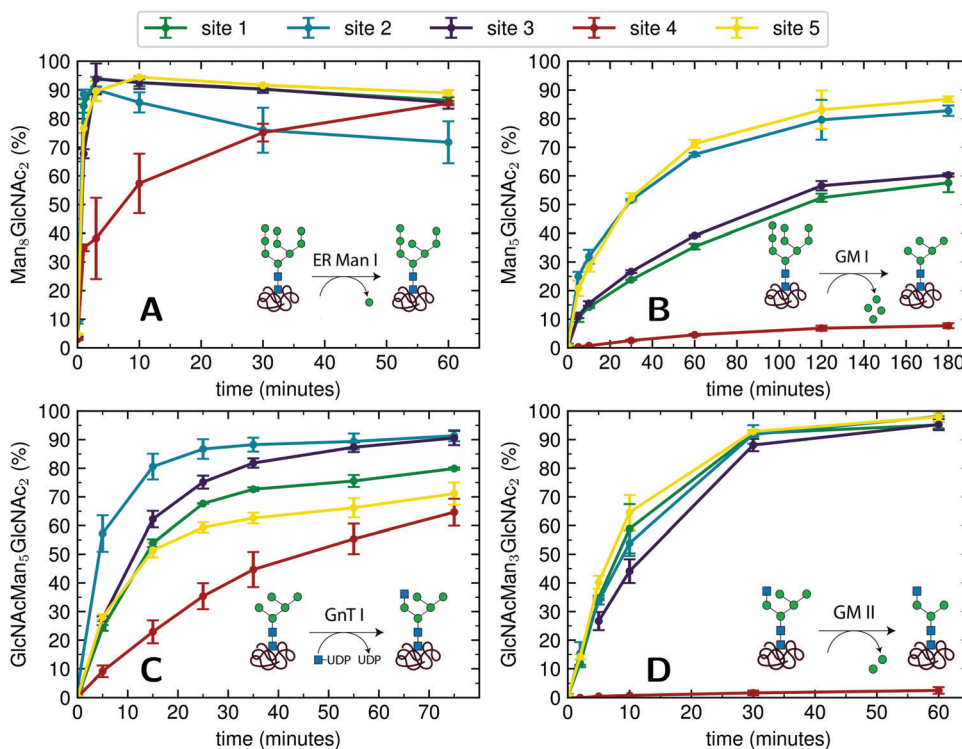 site 1 site 2 site 3 site 4 site 5
Man₈GlcNAc₂ (%)
100
90
80
70
60
50
40
30
20
10
0
ER Man I
A
0 10 20 30 40 50 60
time (minutes)
Man₅GlcNAc₂ (%)
100
90
80
70
60
50
40
30
20
10
0
GM I
B
0 20 40 60 80 100 120 140 160 180
time (minutes)
GlcNAcMan₅GlcNAc₂ (%)
100
90
80
70
60
50
40
30
20
10
0
GnT I
UDP UDP
C
0 10 20 30 40 50 60 70
time (minutes)
GlcNAcMan₃GlcNAc₂ (%)
100
90
80
70
60
50
40
30
20
10
0
GM II
D
0 10 20 30 40 50 60
time (minutes)